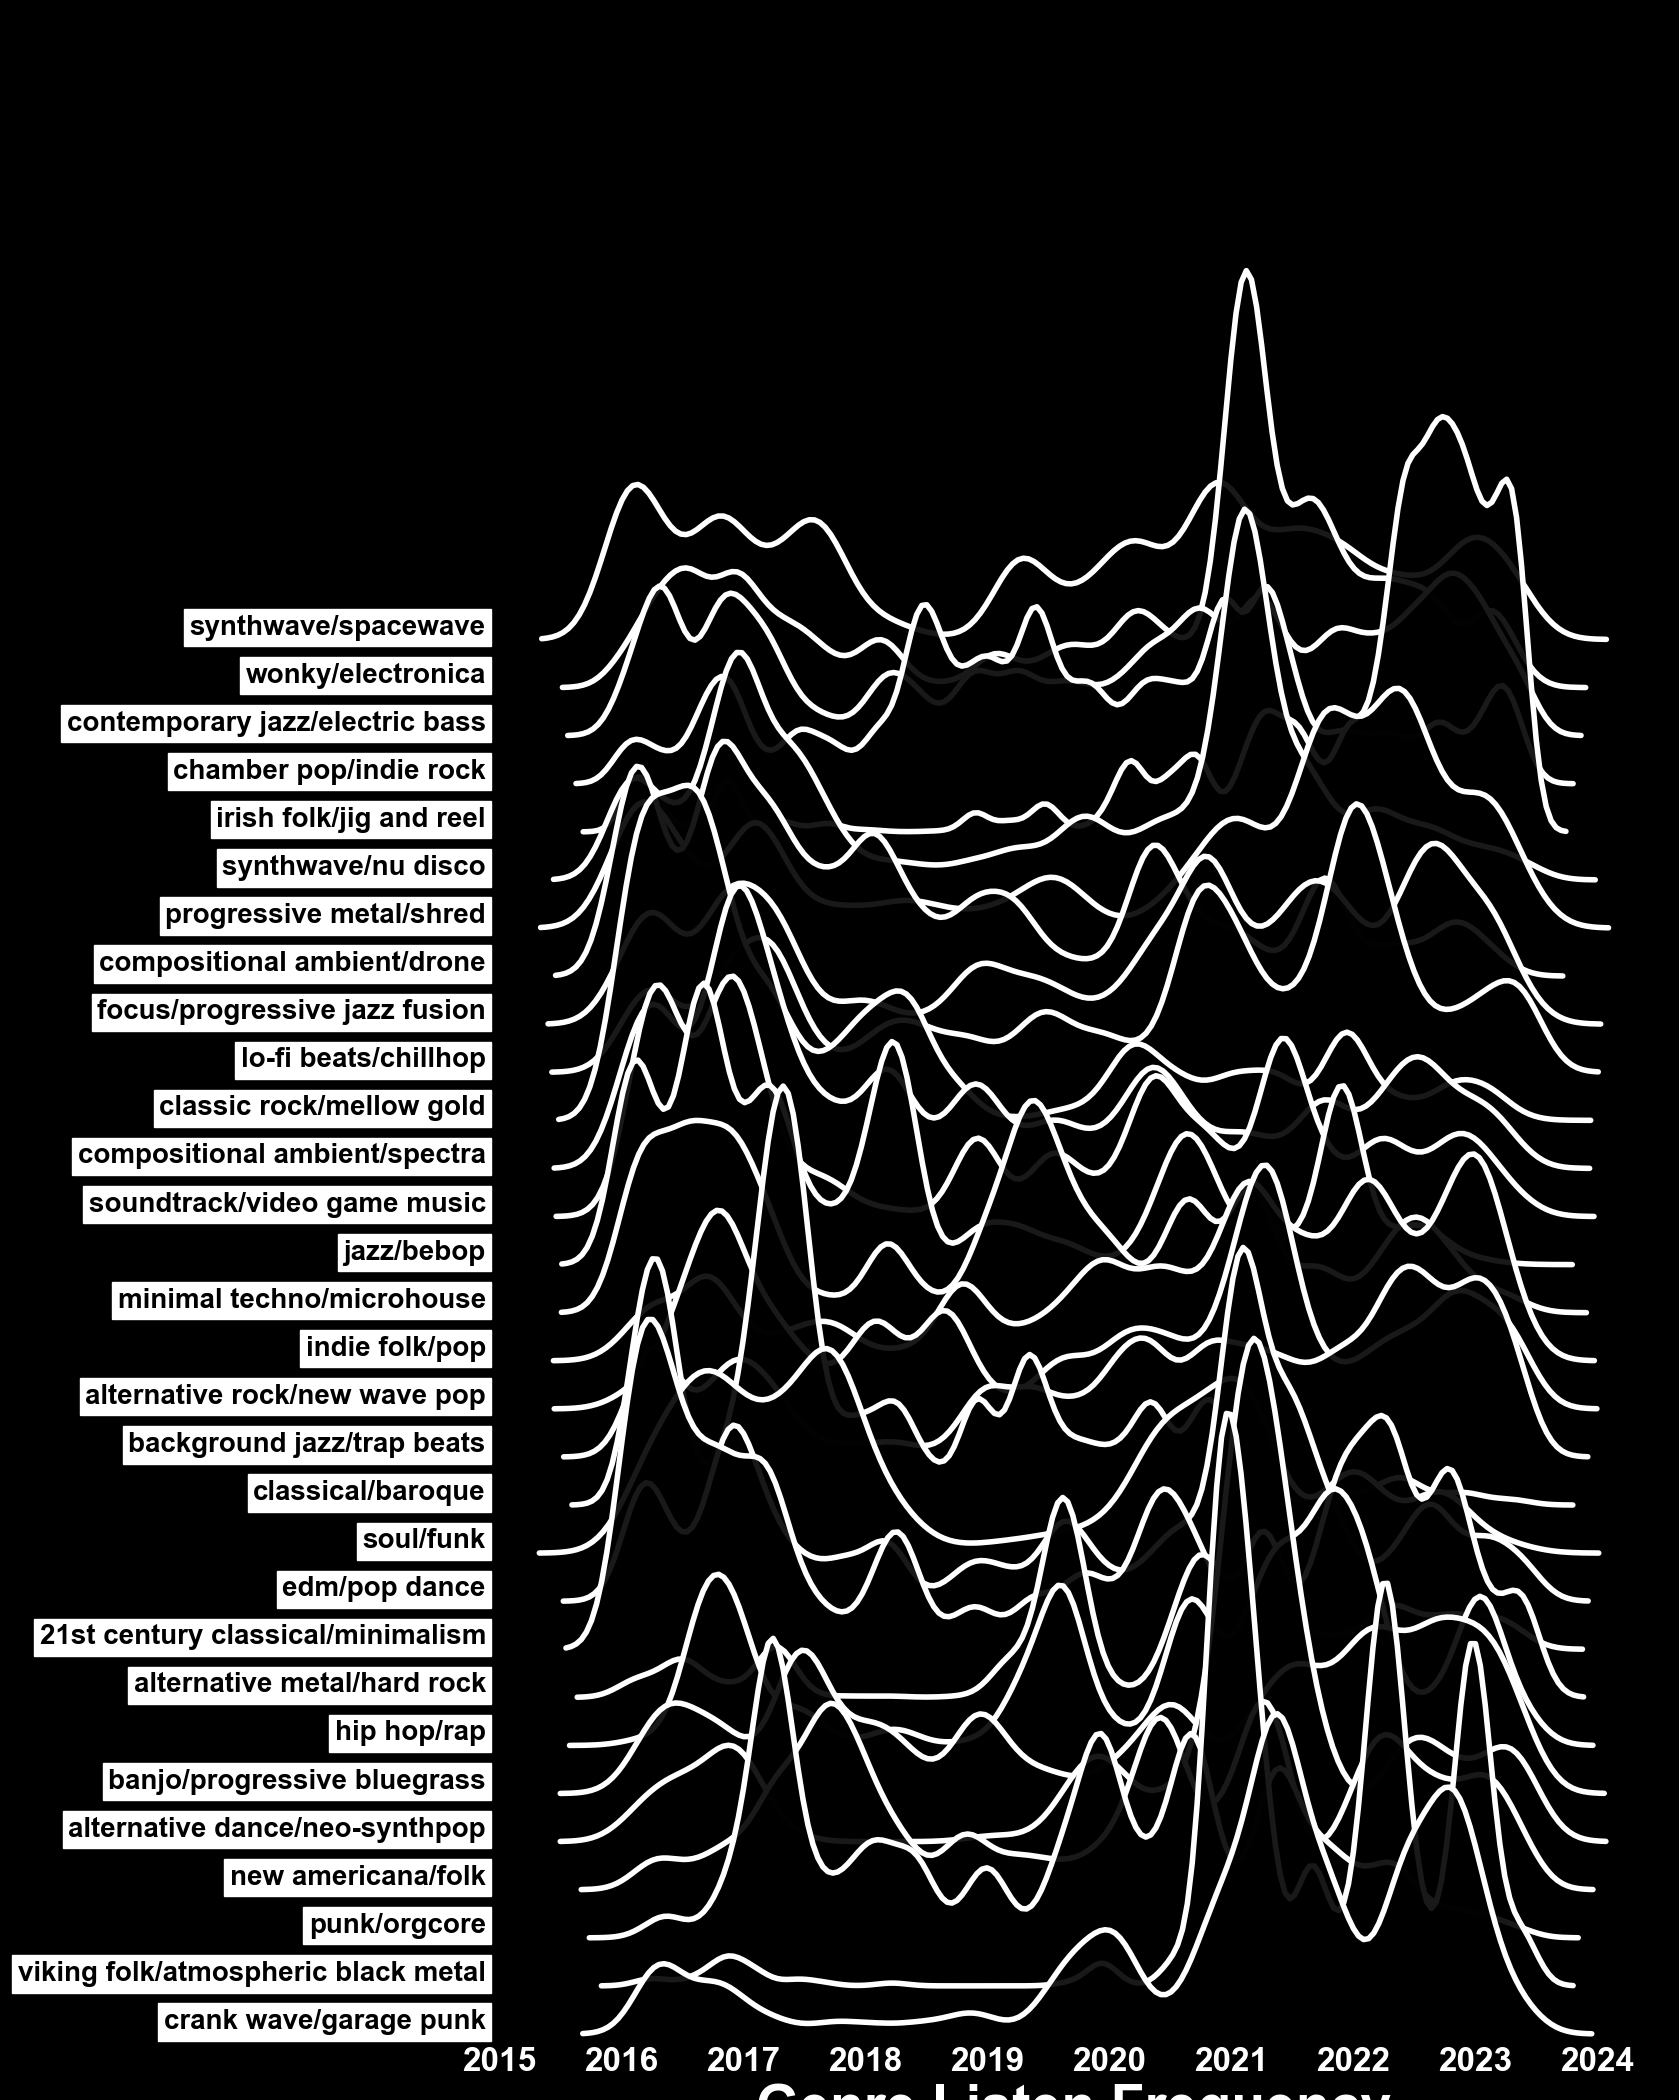 synthwave/spacewave
wonky/electronica
contemporary jazz/electric bass
chamber pop/indie rock
irish folk/jig and reel
synthwave/nu disco
progressive metal/shred
compositional ambient/drone
focus/progressive jazz fusion
lo-fi beats/chillhop
classic rock/mellow gold
compositional ambient/spectra
soundtrack/video game music
jazz/bebop
minimal techno/microhouse
indie folk/pop
alternative rock/new wave pop
background jazz/trap beats
classical/baroque
soul/funk
edm/pop dance
21st century classical/minimalism
alternative metal/hard rock
hip hop/rap
banjo/progressive bluegrass
alternative dance/neo-synthpop
new americana/folk
punk/orgcore
viking folk/atmospheric black metal
crank wave/garage punk
2015 2016 2017 2018 2019 2020 2021 2022 2023 2024
Genre Listen Frequency